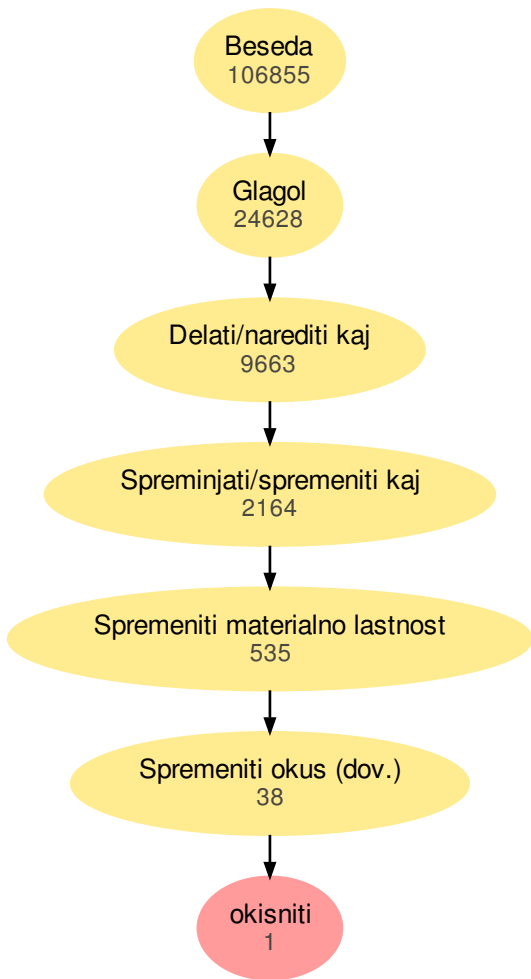 Beseda
106855
Glagol
24628
Delati/narediti kaj
9663
Spreminjati/spremeniti kaj
2164
Spremeniti materialno lastnost
535
Spremeniti okus (dov.)
38
okisniti
1